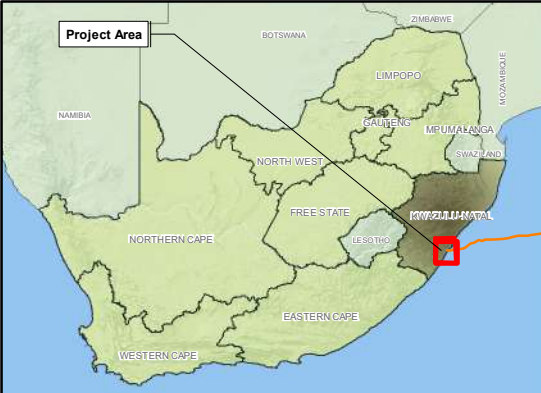 ZIMBABWE
Project Area
BOTSWANA
MOZAMBIQUE
LIMPOPO
NAMIBIA
GAUTENG
MPUMALANGA
SWAZILAND
NORTH WEST
KWAZULU-NATAL
FREE STATE
LESOTHO
NORTHERN CAPE
EASTERN CAPE
WESTERN CAPE